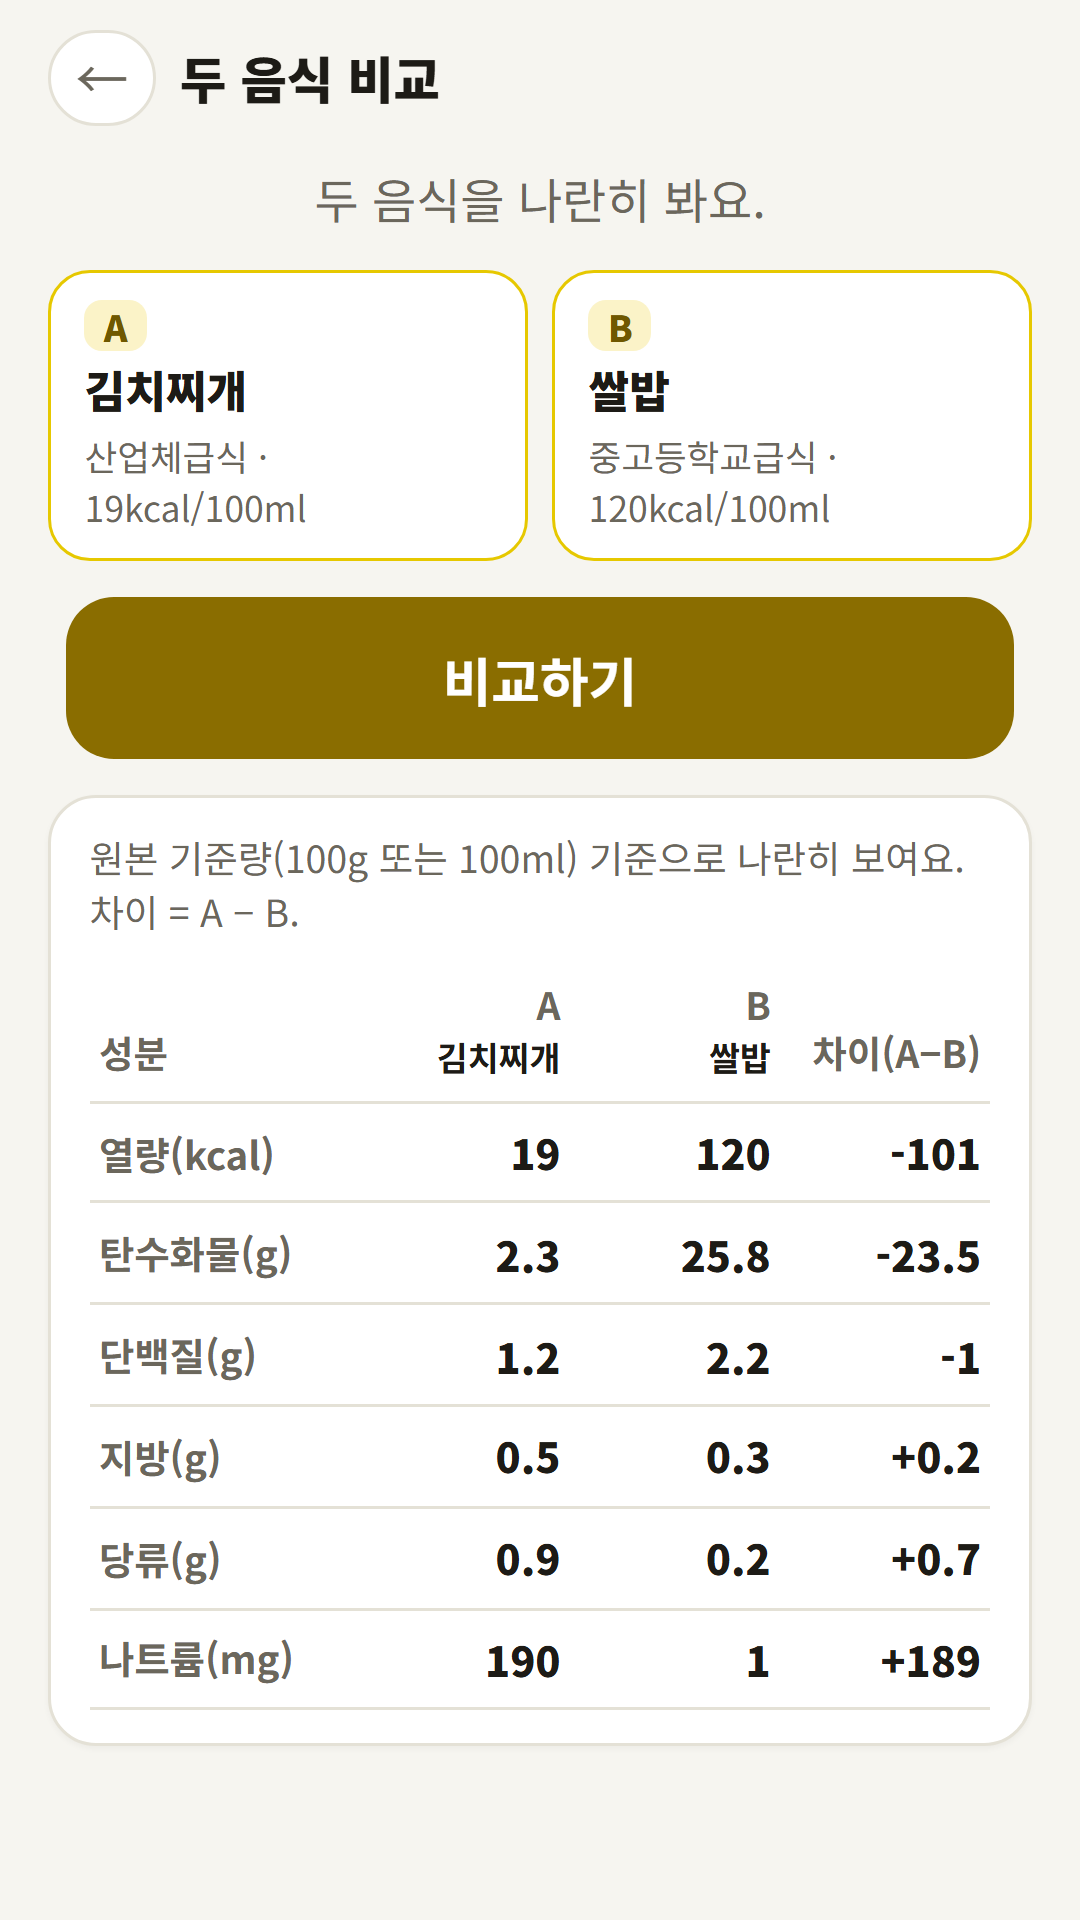 ← 두 음식 비교
두 음식을 나란히 봐요.
A
김치찌개
산업체급식 ·
19kcal/100ml
B
쌀밥
중고등학교급식 ·
120kcal/100ml
비교하기
원본 기준량(100g 또는 100ml) 기준으로 나란히 보여요.
차이 = A − B.
성분 A 김치찌개 B 쌀밥 차이(A−B)
열량(kcal) 19 120 -101
탄수화물(g) 2.3 25.8 -23.5
단백질(g) 1.2 2.2 -1
지방(g) 0.5 0.3 +0.2
당류(g) 0.9 0.2 +0.7
나트륨(mg) 190 1 +189